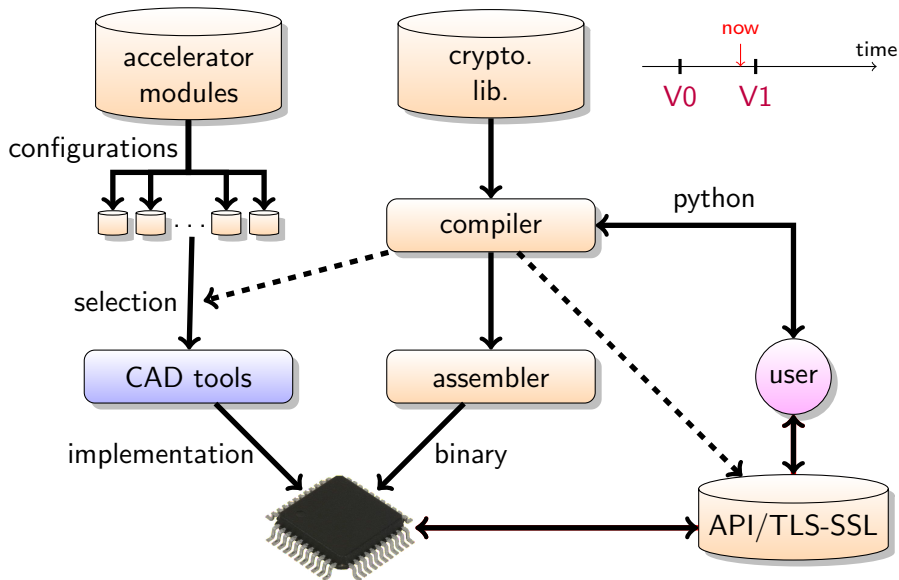 accelerator
modules
crypto.
lib.
now
time
V0
V1
configurations
...
compiler
python
selection
CAD tools
assembler
user
implementation
binary
API/TLS-SSL